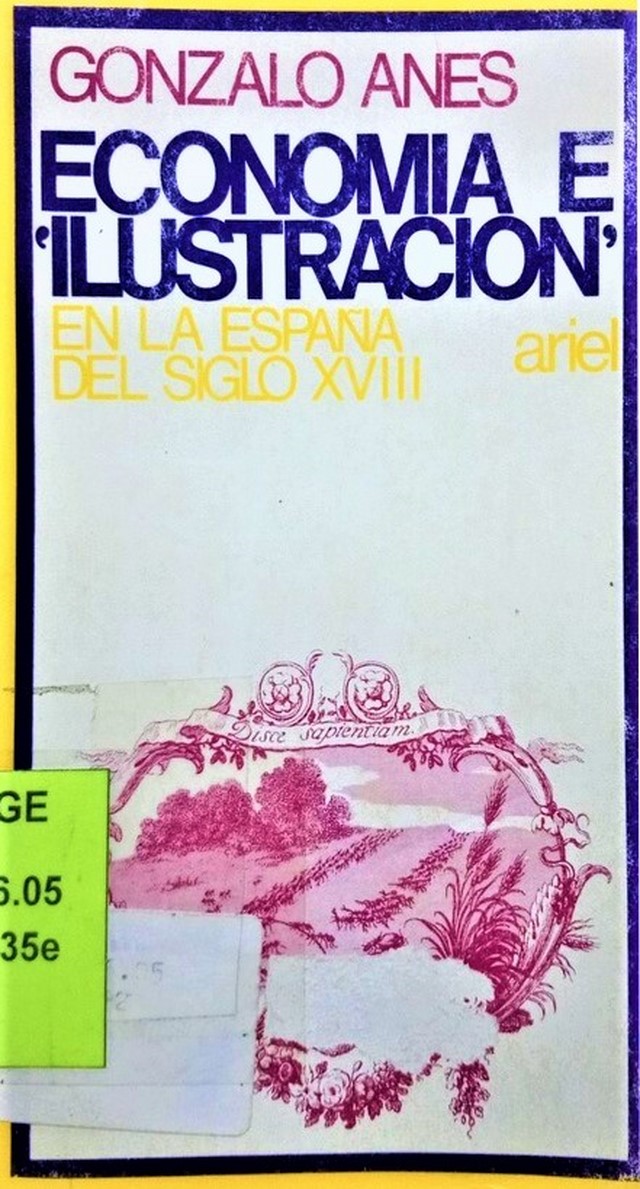 GONZALO ANES
ECONOMIA E
‘ILUSTRACION’
EN LA ESPAÑA
DEL SIGLO XVIII
ariel
Disce sapientiam.
GE
6.05
35e